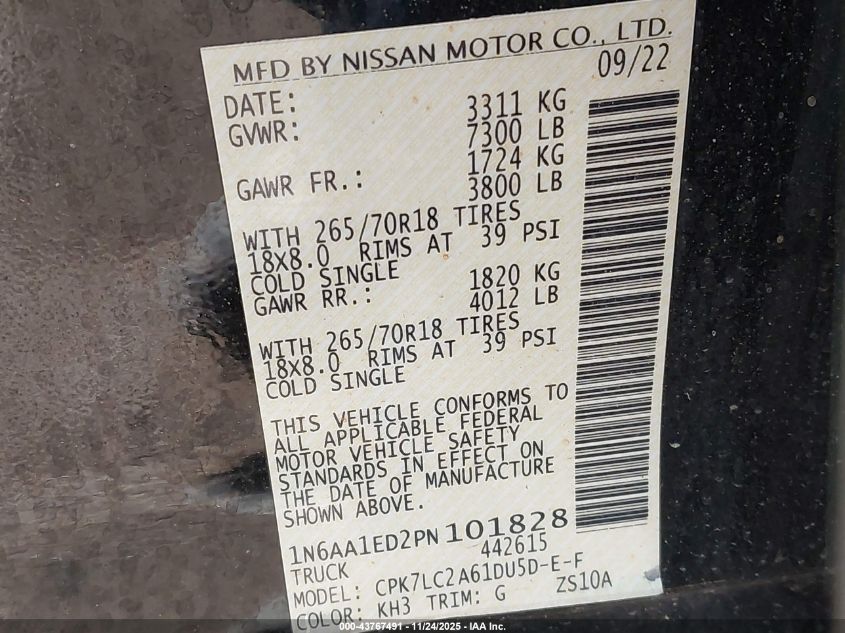 MFD BY NISSAN MOTOR CO., LTD.
DATE: 09/22
GVWR: 3311 KG
7300 LB
GAWR FR.: 1724 KG
3800 LB
WITH 265/70R18 TIRES
18X8.0 RIMS AT 39 PSI
COLD SINGLE
GAWR RR.: 1820 KG
4012 LB
WITH 265/70R18 TIRES
18X8.0 RIMS AT 39 PSI
COLD SINGLE
THIS VEHICLE CONFORMS TO
ALL APPLICABLE FEDERAL
MOTOR VEHICLE SAFETY
STANDARDS IN EFFECT ON
THE DATE OF MANUFACTURE
SHOWN ABOVE.
1N6AA1ED2PN101828
TRUCK 442615
MODEL: CPK7LC2A61DU5D-E-F
COLOR: KH3 TRIM: G ZS10A
000-43767491 - 11/24/2025 - IAA Inc.